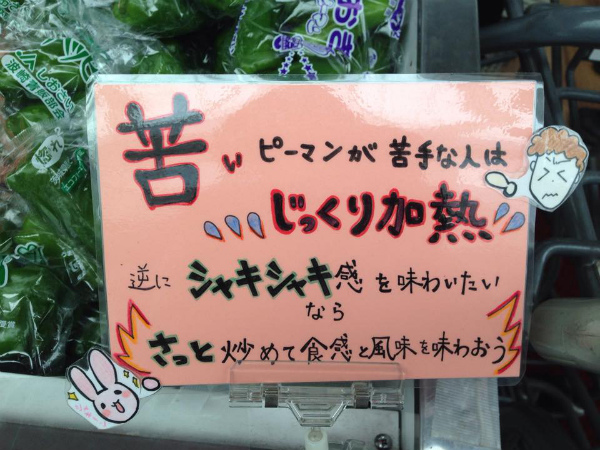 苦いピーマンが苦手な人は
じっくり加熱
逆にシャキシャキ感を味わいたい
なら
さっと炒めて食感と風味を味わおう